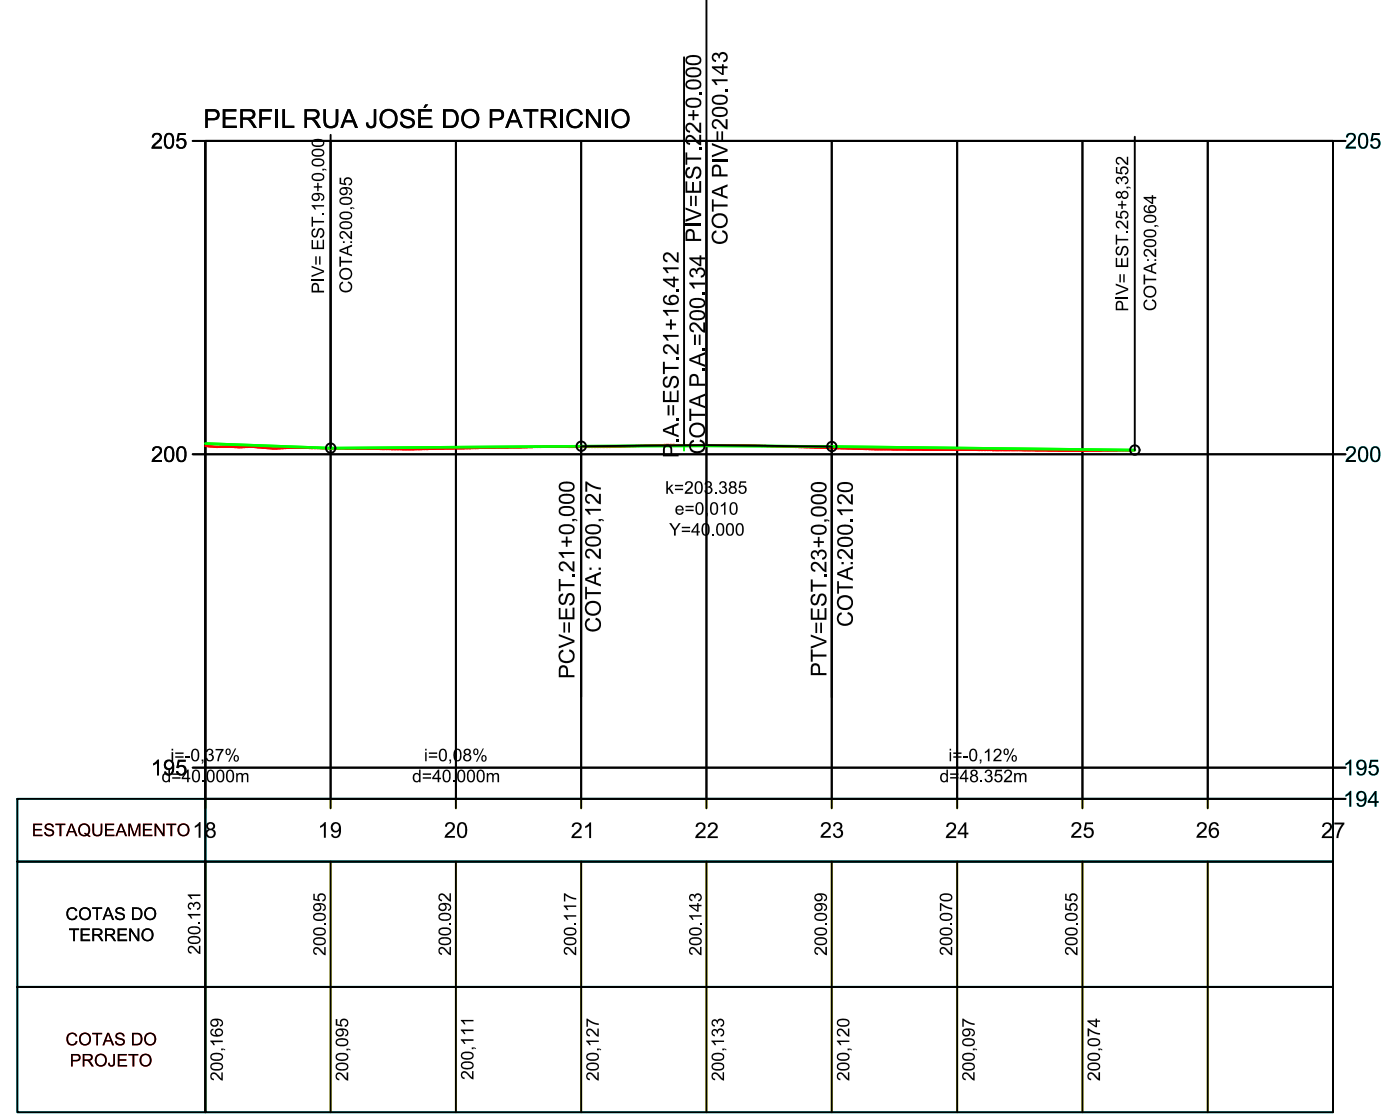 PERFIL RUA JOSÉ DO PATRICNIO
205
205
PIV= EST.19+0,000
COTA:200,095
P.A.=EST.21+16.412
COTA P.A.=200.134
PIV=EST.22+0.000
COTA PIV=200.143
PIV= EST.25+8,352
COTA:200,064
200
200
PCV=EST.21+0,000
COTA: 200,127
k=203.385
e=0.010
Y=40.000
PTV=EST.23+0,000
COTA:200.120
195
i=-0,37%
d=40.000m
i=0,08%
d=40.000m
i=-0,12%
d=48.352m
195
194
ESTAQUEAMENTO 18 19 20 21 22 23 24 25 26 27
COTAS DO
TERRENO
200.131 200.095 200.092 200.117 200.143 200.099 200.070 200.055
COTAS DO
PROJETO
200,169 200,095 200,111 200,127 200,133 200,120 200,097 200,074